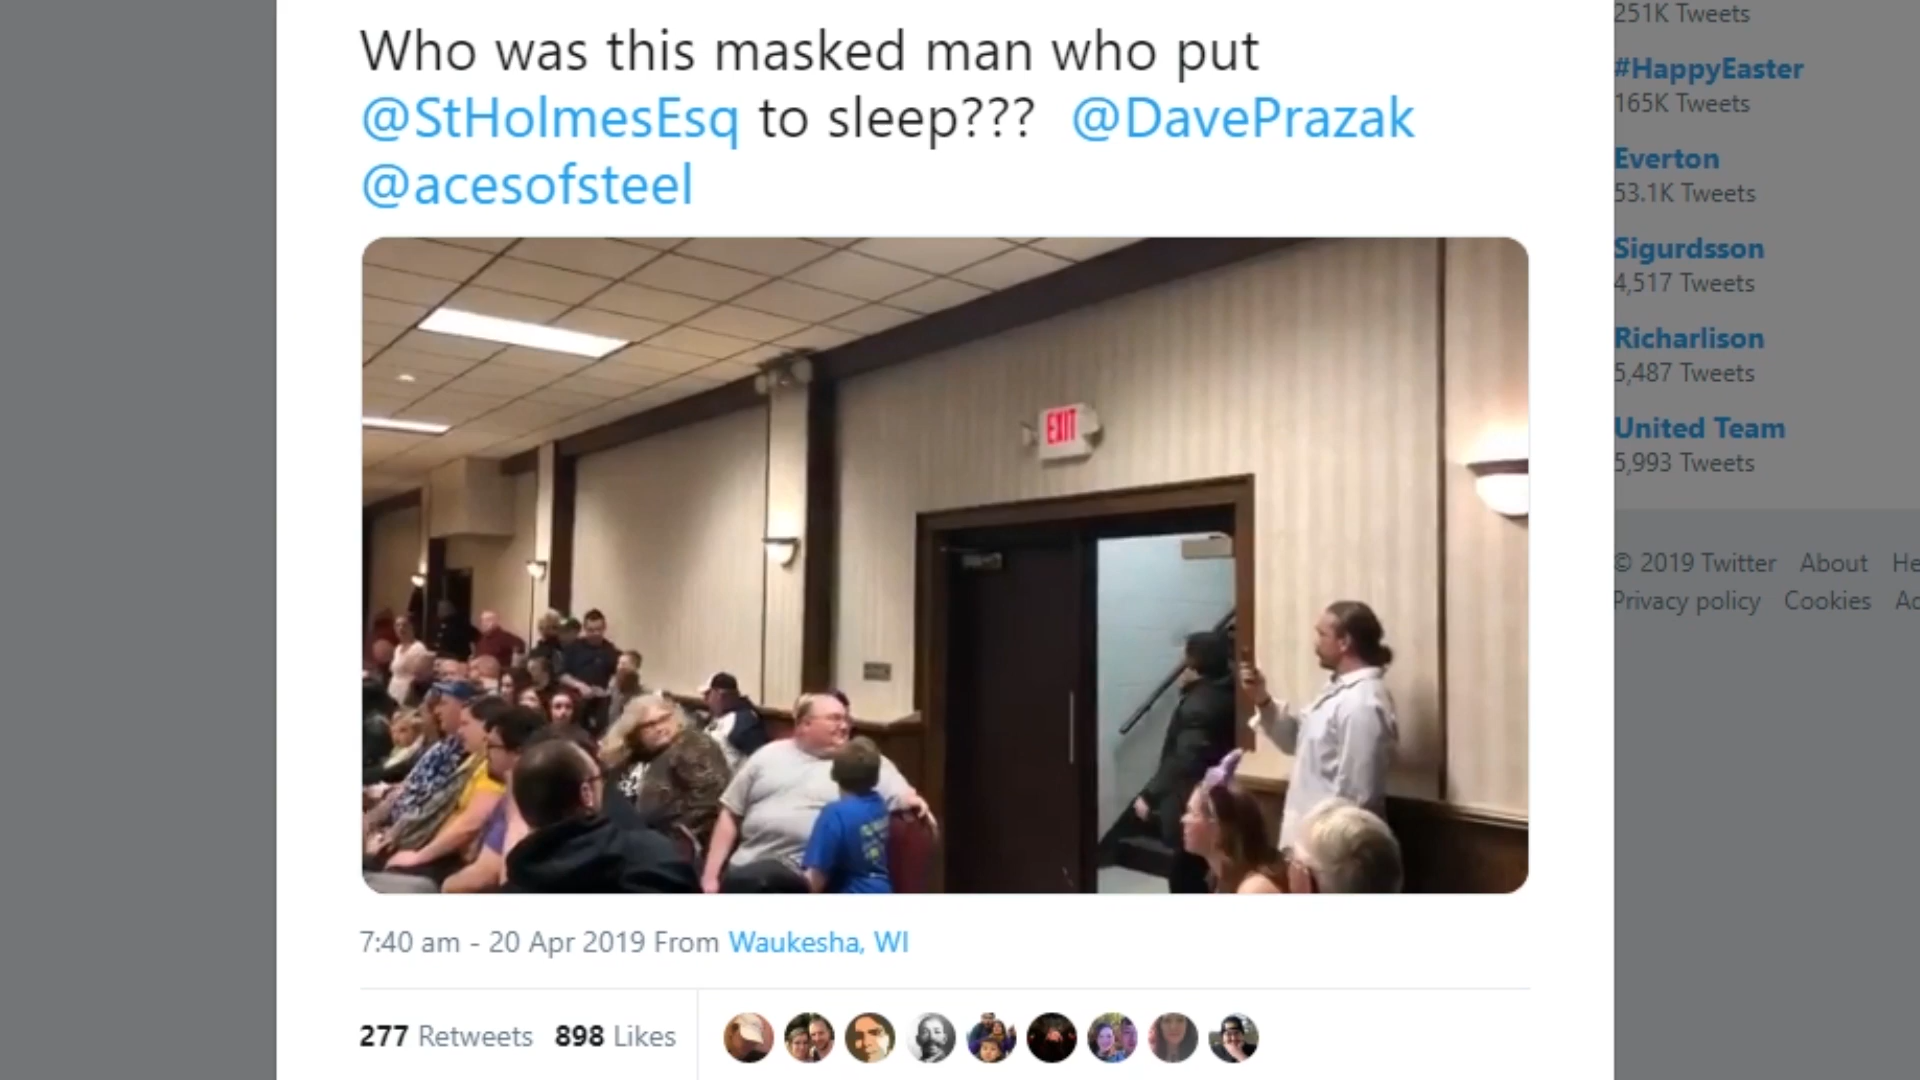 Who was this masked man who put
@StHolmesEsq to sleep??? @DavePrazak
@acesofsteel
EXIT
7:40 am - 20 Apr 2019 From Waukesha, WI
277 Retweets 898 Likes
251K Tweets
#HappyEaster
165K Tweets
Everton
53.1K Tweets
Sigurdsson
4,517 Tweets
Richarlison
5,487 Tweets
United Team
5,993 Tweets
© 2019 Twitter About He
Privacy policy Cookies Ad